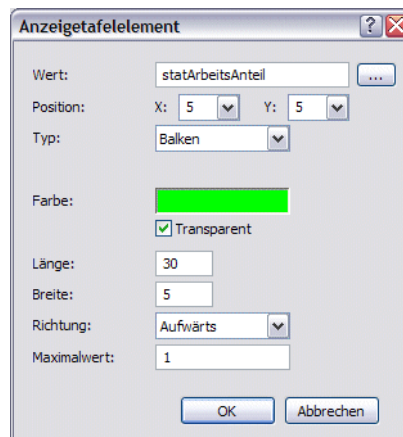 Anzeigetafelelement
Wert: statArbeitsAnteil ...
Position: X: 5 Y: 5
Typ: Balken
Farbe:
Transparent
Länge: 30
Breite: 5
Richtung: Aufwärts
Maximalwert: 1
OK Abbrechen